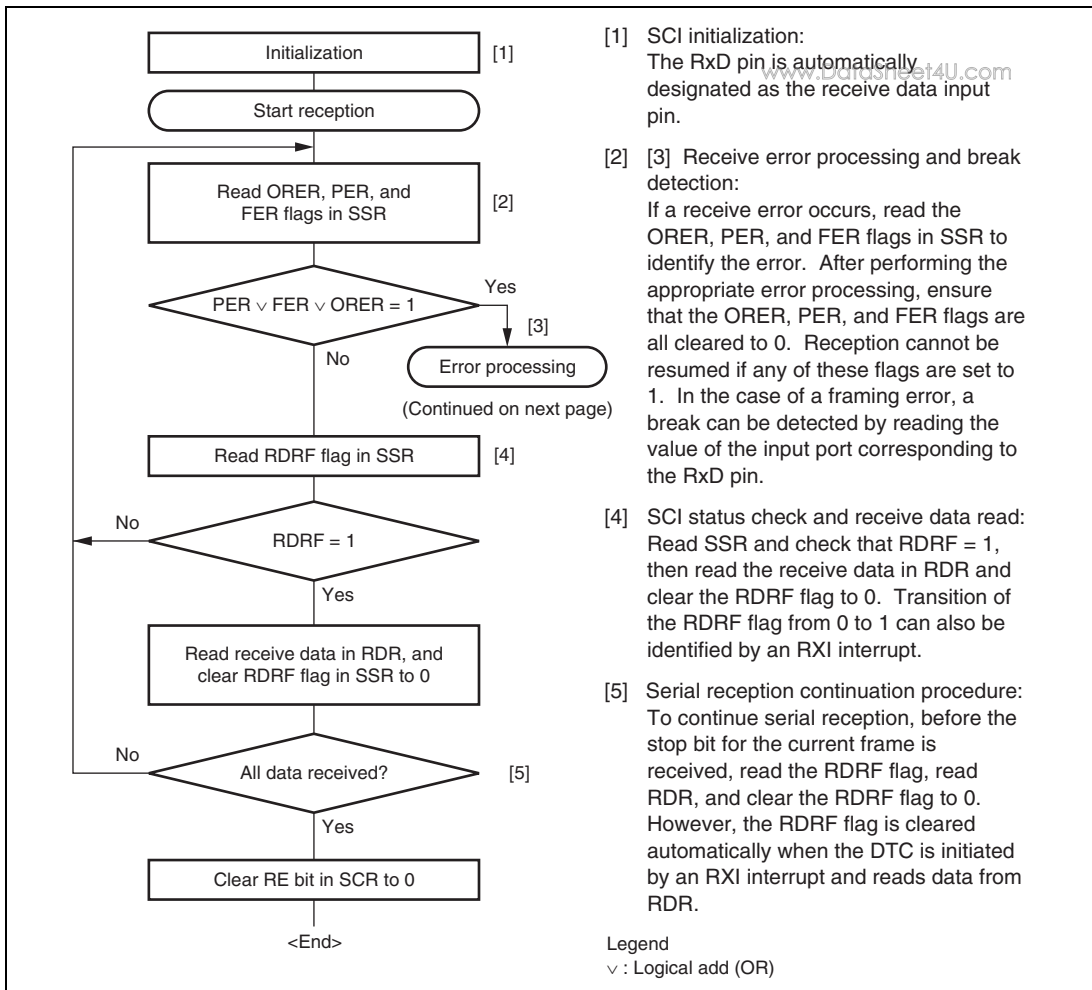 Initialization
[1]
Start reception
Read ORER, PER, and
FER flags in SSR
[2]
PER ∨ FER ∨ ORER = 1
Yes
[3]
No
Error processing
(Continued on next page)
Read RDRF flag in SSR
[4]
No
RDRF = 1
Yes
Read receive data in RDR, and
clear RDRF flag in SSR to 0
No
All data received?
[5]
Yes
Clear RE bit in SCR to 0
<End>
[1] SCI initialization:
The RxD pin is automatically
www.DataSheet4U.com
designated as the receive data input
pin.
[2] [3] Receive error processing and break
detection:
If a receive error occurs, read the
ORER, PER, and FER flags in SSR to
identify the error. After performing the
appropriate error processing, ensure
that the ORER, PER, and FER flags are
all cleared to 0. Reception cannot be
resumed if any of these flags are set to
1. In the case of a framing error, a
break can be detected by reading the
value of the input port corresponding to
the RxD pin.
[4] SCI status check and receive data read:
Read SSR and check that RDRF = 1,
then read the receive data in RDR and
clear the RDRF flag to 0. Transition of
the RDRF flag from 0 to 1 can also be
identified by an RXI interrupt.
[5] Serial reception continuation procedure:
To continue serial reception, before the
stop bit for the current frame is
received, read the RDRF flag, read
RDR, and clear the RDRF flag to 0.
However, the RDRF flag is cleared
automatically when the DTC is initiated
by an RXI interrupt and reads data from
RDR.
Legend
∨ : Logical add (OR)